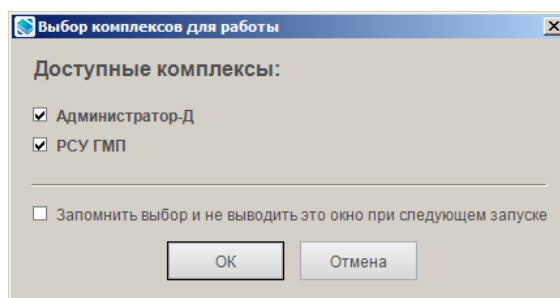 Выбор комплексов для работы
Доступные комплексы:
Администратор-Д
РСУ ГМП
Запомнить выбор и не выводить это окно при следующем запуске
ОК
Отмена